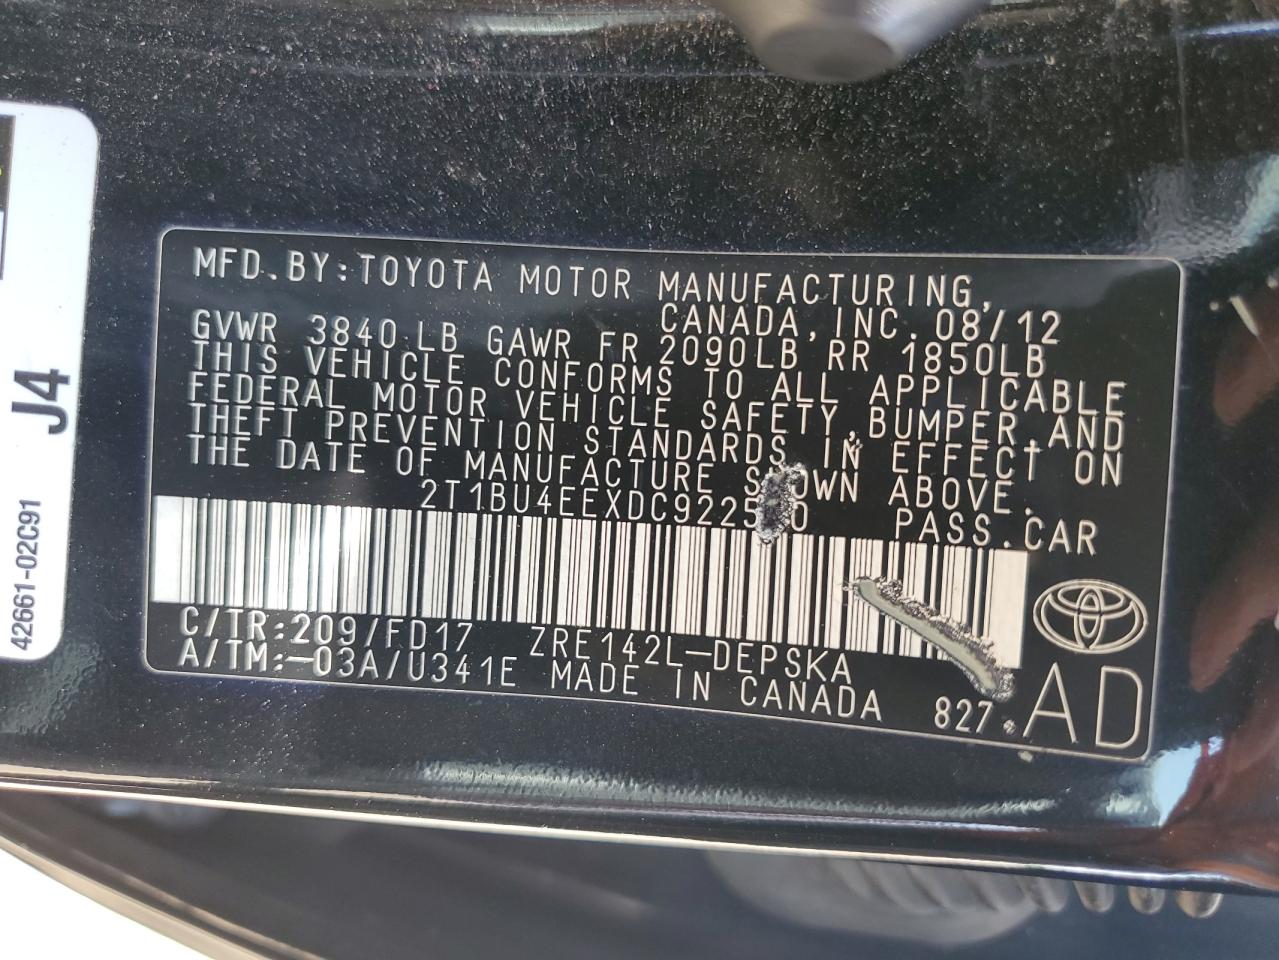 MFD.BY:TOYOTA MOTOR MANUFACTURING,
CANADA,INC. 08/12
GVWR 3840LB GAWR FR 2090LB RR 1850LB
THIS VEHICLE CONFORMS TO ALL APPLICABLE
FEDERAL MOTOR VEHICLE SAFETY,BUMPER,AND
THEFT PREVENTION STANDARDS IN EFFECT ON
THE DATE OF MANUFACTURE SHOWN ABOVE.
PASS.CAR
C/TR:209/FD17 ZRE142L-DEPSKA
A/TM:-03A/U341E MADE IN CANADA 827
AD
J4
42661-02C91